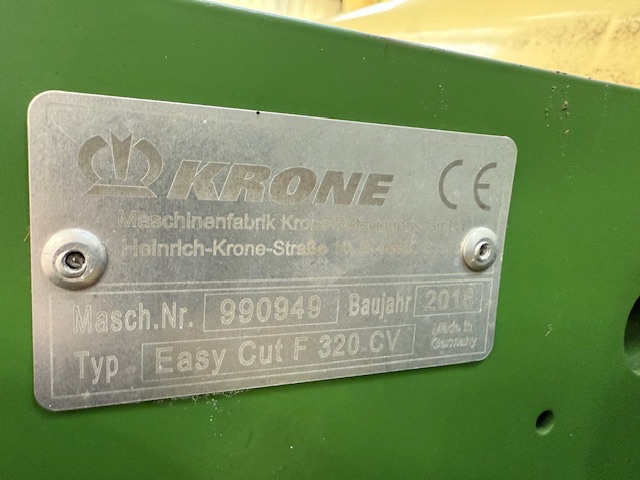 KRONE CE
Maschinenfabrik Krone
Heinrich-Krone-Straße
Masch.Nr. 990949 Baujahr 2018
Typ Easy Cut F 320 CV Made in
Germany